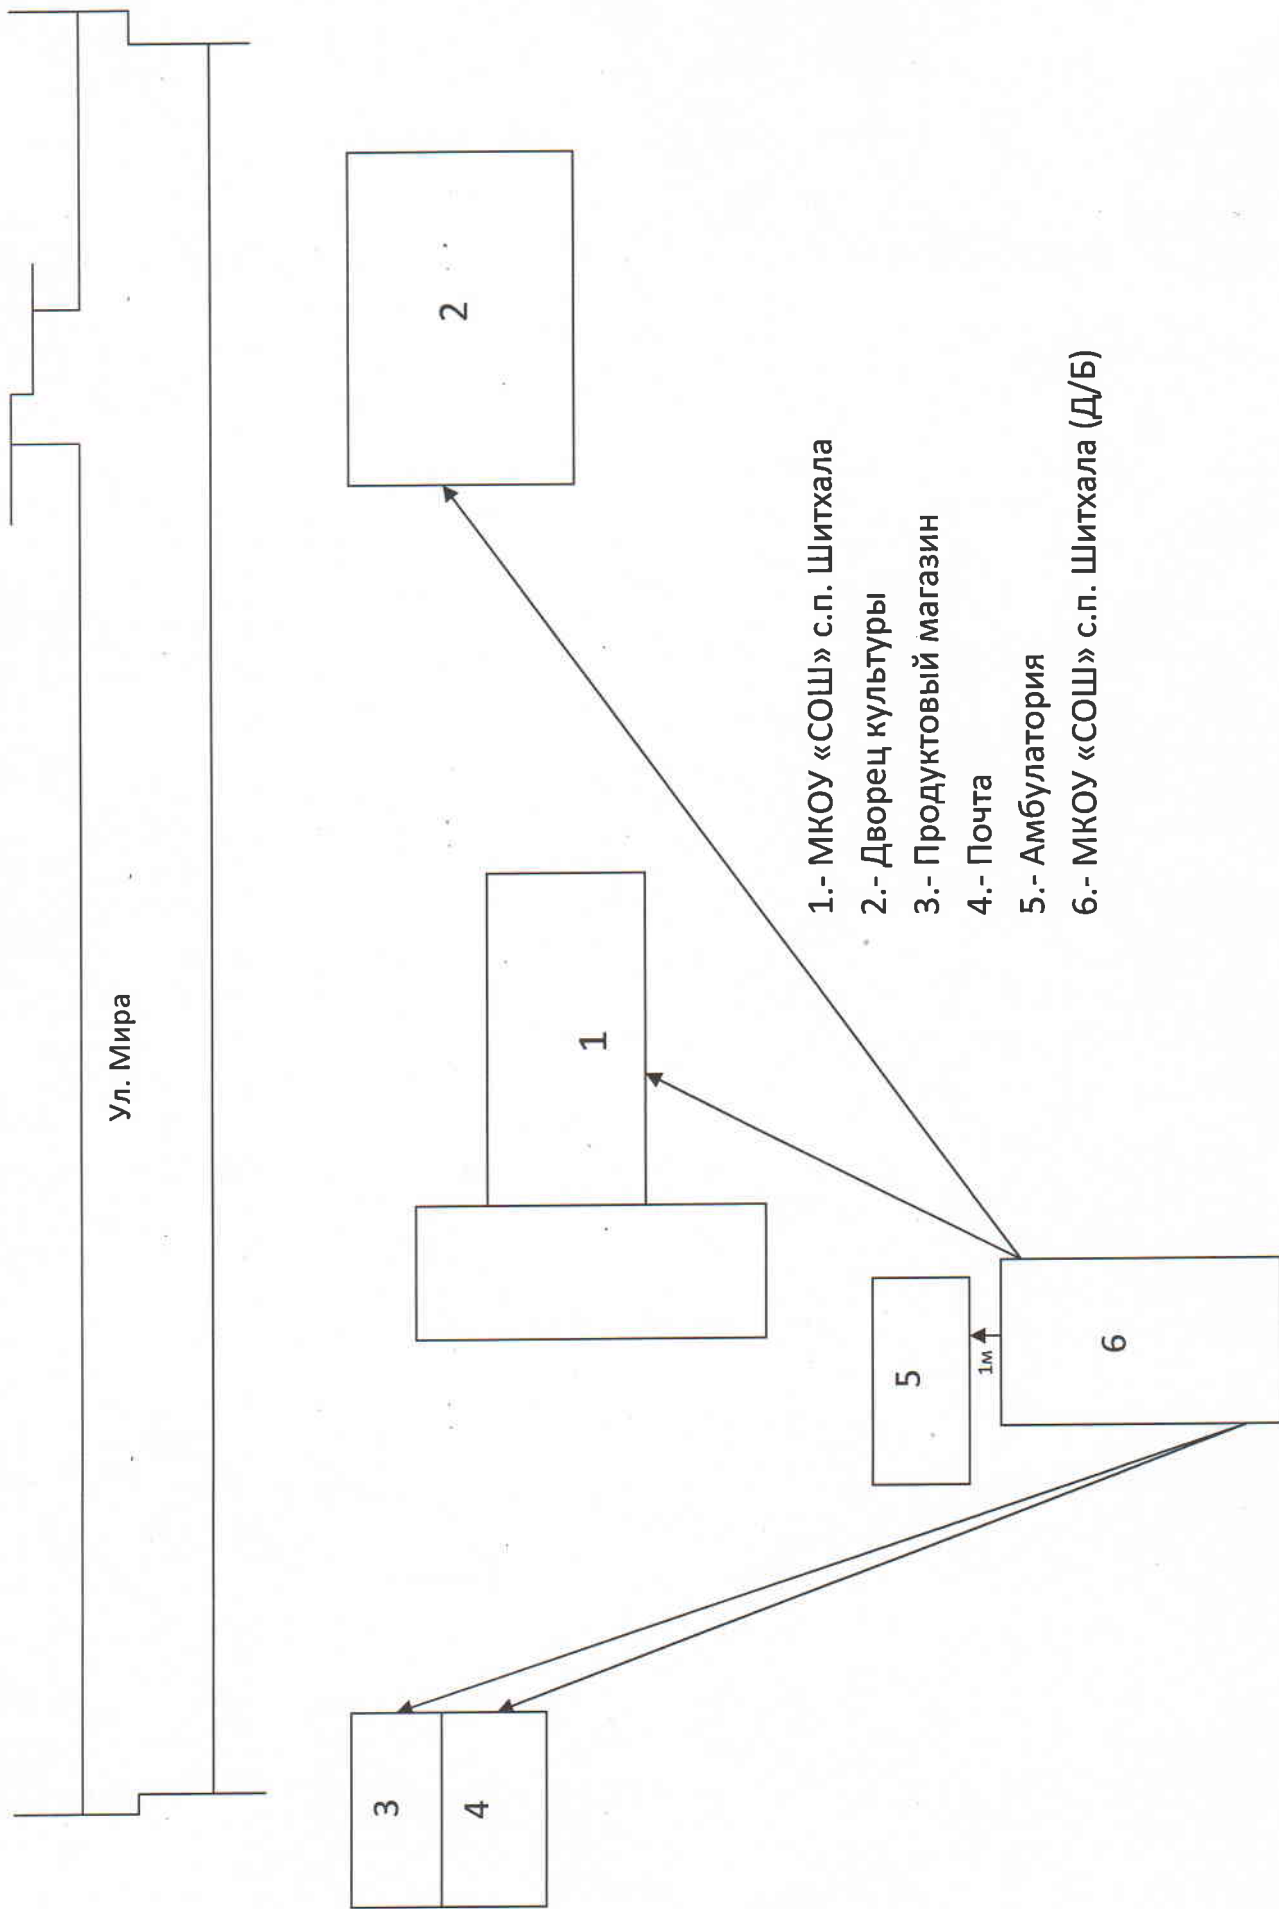 Ул. Мира
2
1
3
4
5
1м
6
1.- МКОУ «СОШ» с.п. Шитхала
2.- Дворец культуры
3.- Продуктовый магазин
4.- Почта
5.- Амбулатория
6.- МКОУ «СОШ» с.п. Шитхала (Д/Б)